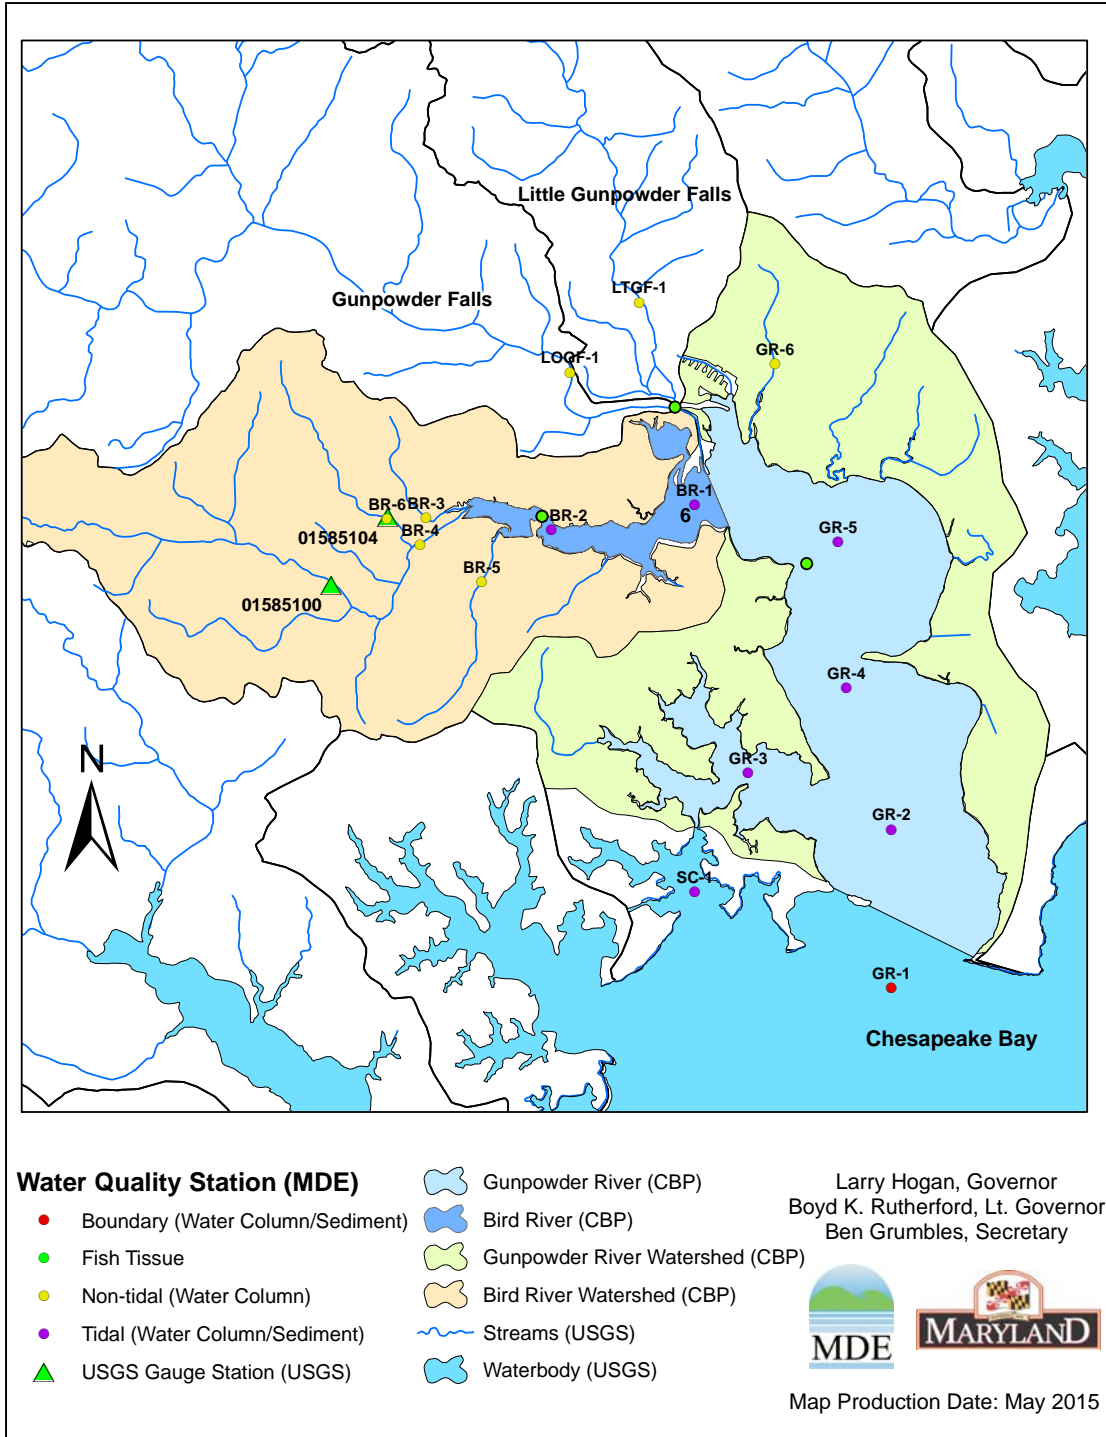 Little Gunpowder Falls
LTGF-1
Gunpowder Falls
GR-6
LOGF-1
BR-1
6
BR-6
BR-3
BR-2
GR-5
BR-4
01585104
BR-5
01585100
GR-4
N
GR-3
GR-2
SC-1
GR-1
Chesapeake Bay
Water Quality Station (MDE)
Boundary (Water Column/Sediment)
Fish Tissue
Non-tidal (Water Column)
Tidal (Water Column/Sediment)
USGS Gauge Station (USGS)
Gunpowder River (CBP)
Bird River (CBP)
Gunpowder River Watershed (CBP)
Bird River Watershed (CBP)
Streams (USGS)
Waterbody (USGS)
Larry Hogan, Governor
Boyd K. Rutherford, Lt. Governor
Ben Grumbles, Secretary
MDE
MARYLAND
Map Production Date: May 2015